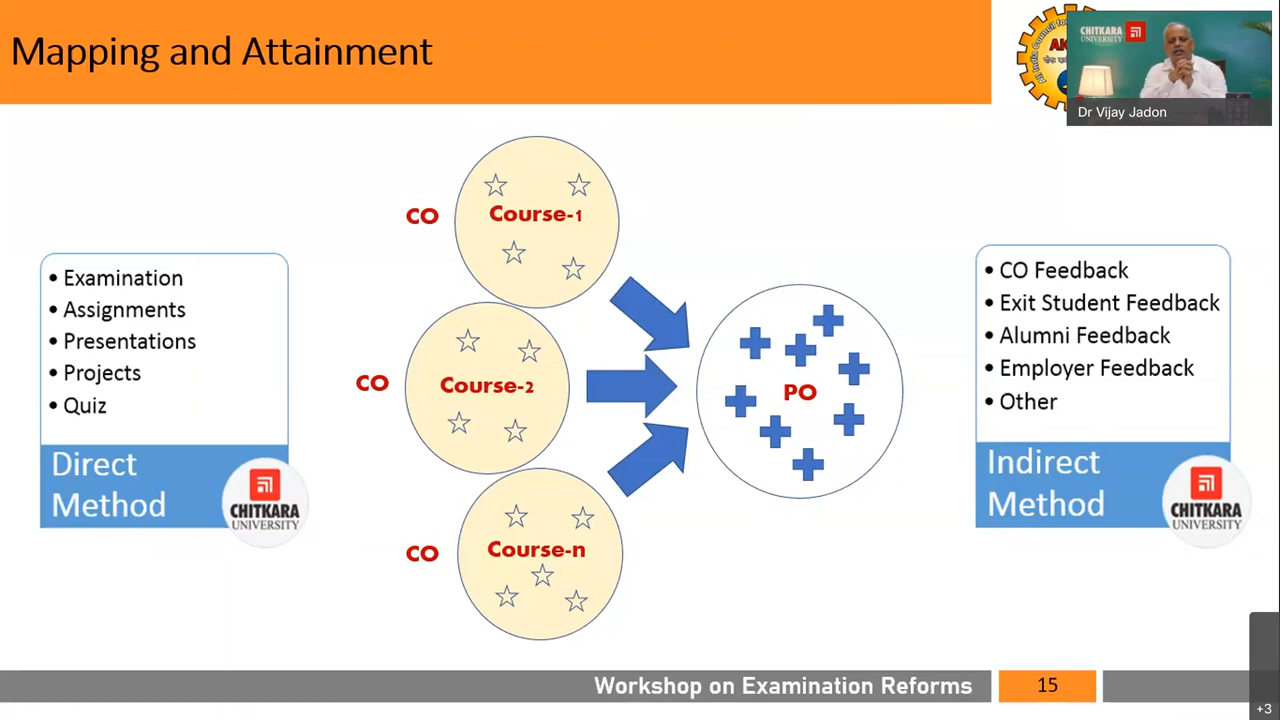 Mapping and Attainment
CHITKARA
UNIVERSITY
Dr Vijay Jadon
CO
Course-1
• Examination
• Assignments
• Presentations
• Projects
• Quiz
Direct
Method
CHITKARA
UNIVERSITY
CO
Course-2
CO
Course-n
PO
• CO Feedback
• Exit Student Feedback
• Alumni Feedback
• Employer Feedback
• Other
Indirect
Method
CHITKARA
UNIVERSITY
Workshop on Examination Reforms
15
+3